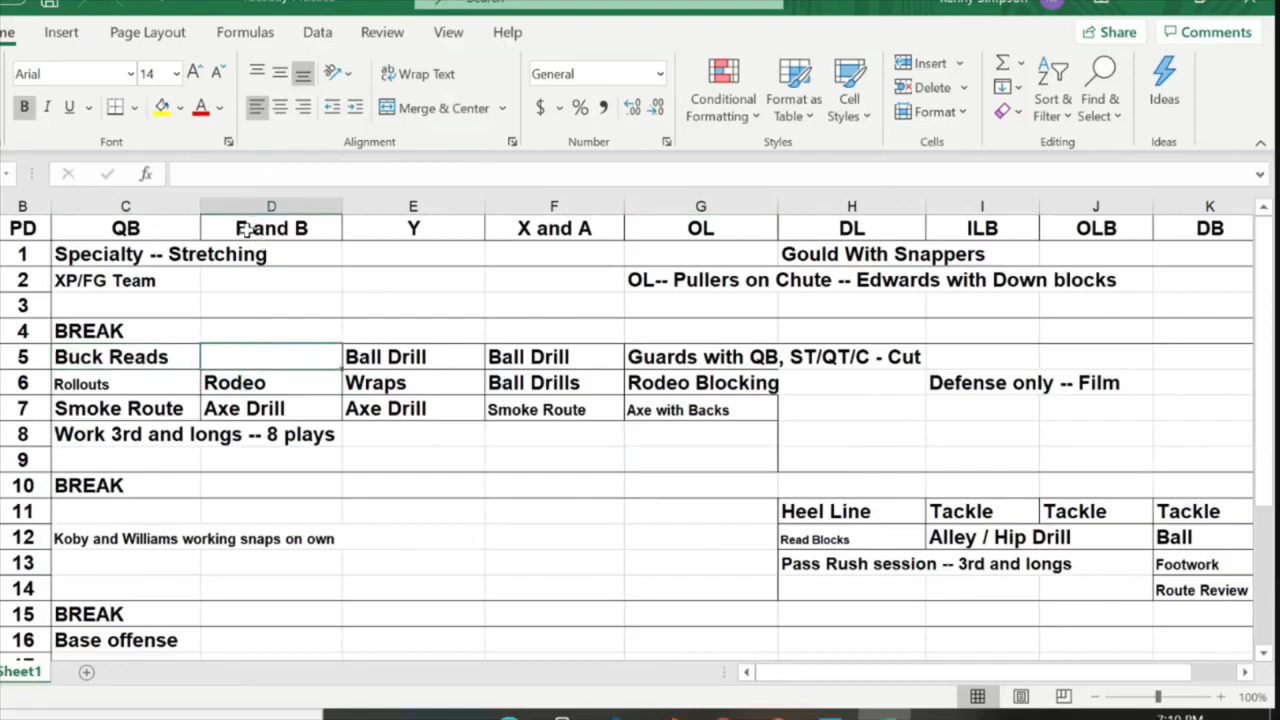 Insert Page Layout Formulas Data Review View Help Share Comments
Arial 14 Wrap Text General Insert
Delete
Merge & Center $ % Conditional Formatting Format as Table Cell Styles Format Sort & Filter Find & Select Ideas
Font Alignment Number Styles Cells Editing Ideas
fx
B C D E F G H I J K
PD QB and B Y X and A OL DL ILB OLB DB
1 Specialty -- Stretching Gould With Snappers
2 XP/FG Team OL-- Pullers on Chute -- Edwards with Down blocks
3
4 BREAK
5 Buck Reads Ball Drill Ball Drill Guards with QB, ST/QT/C - Cut
6 Rollouts Rodeo Wraps Ball Drills Rodeo Blocking Defense only -- Film
7 Smoke Route Axe Drill Axe Drill Smoke Route Axe with Backs
8 Work 3rd and longs -- 8 plays
9
10 BREAK
11 Heel Line Tackle Tackle Tackle
12 Koby and Williams working snaps on own Read Blocks Alley / Hip Drill Ball
13 Pass Rush session -- 3rd and longs Footwork
14 Route Review
15 BREAK
16 Base offense
Sheet1
100%